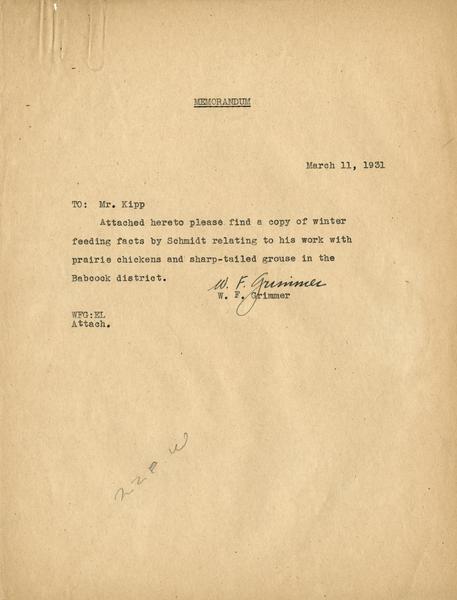 MEMORANDUM
March 11, 1931
TO: Mr. Kipp
Attached hereto please find a copy of winter
feeding facts by Schmidt relating to his work with
prairie chickens and sharp-tailed grouse in the
Babcock district.
W. F. Grimmer
W. F. Grimmer
WFG:EL
Attach.